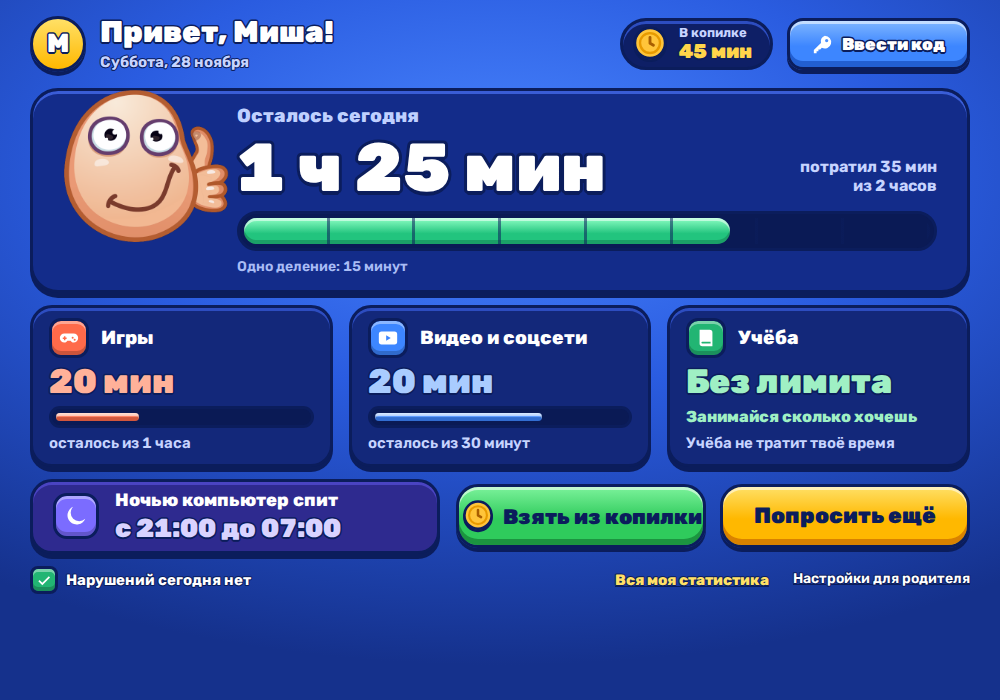 М
Привет, Миша!
Суббота, 28 ноября
В копилке
45 мин
Ввести код
Осталось сегодня
1 ч 25 мин
потратил 35 мин
из 2 часов
Одно деление: 15 минут
Игры
20 мин
осталось из 1 часа
Видео и соцсети
20 мин
осталось из 30 минут
Учёба
Без лимита
Занимайся сколько хочешь
Учёба не тратит твоё время
Ночью компьютер спит
с 21:00 до 07:00
Взять из копилки
Попросить ещё
Нарушений сегодня нет
Вся моя статистика
Настройки для родителя